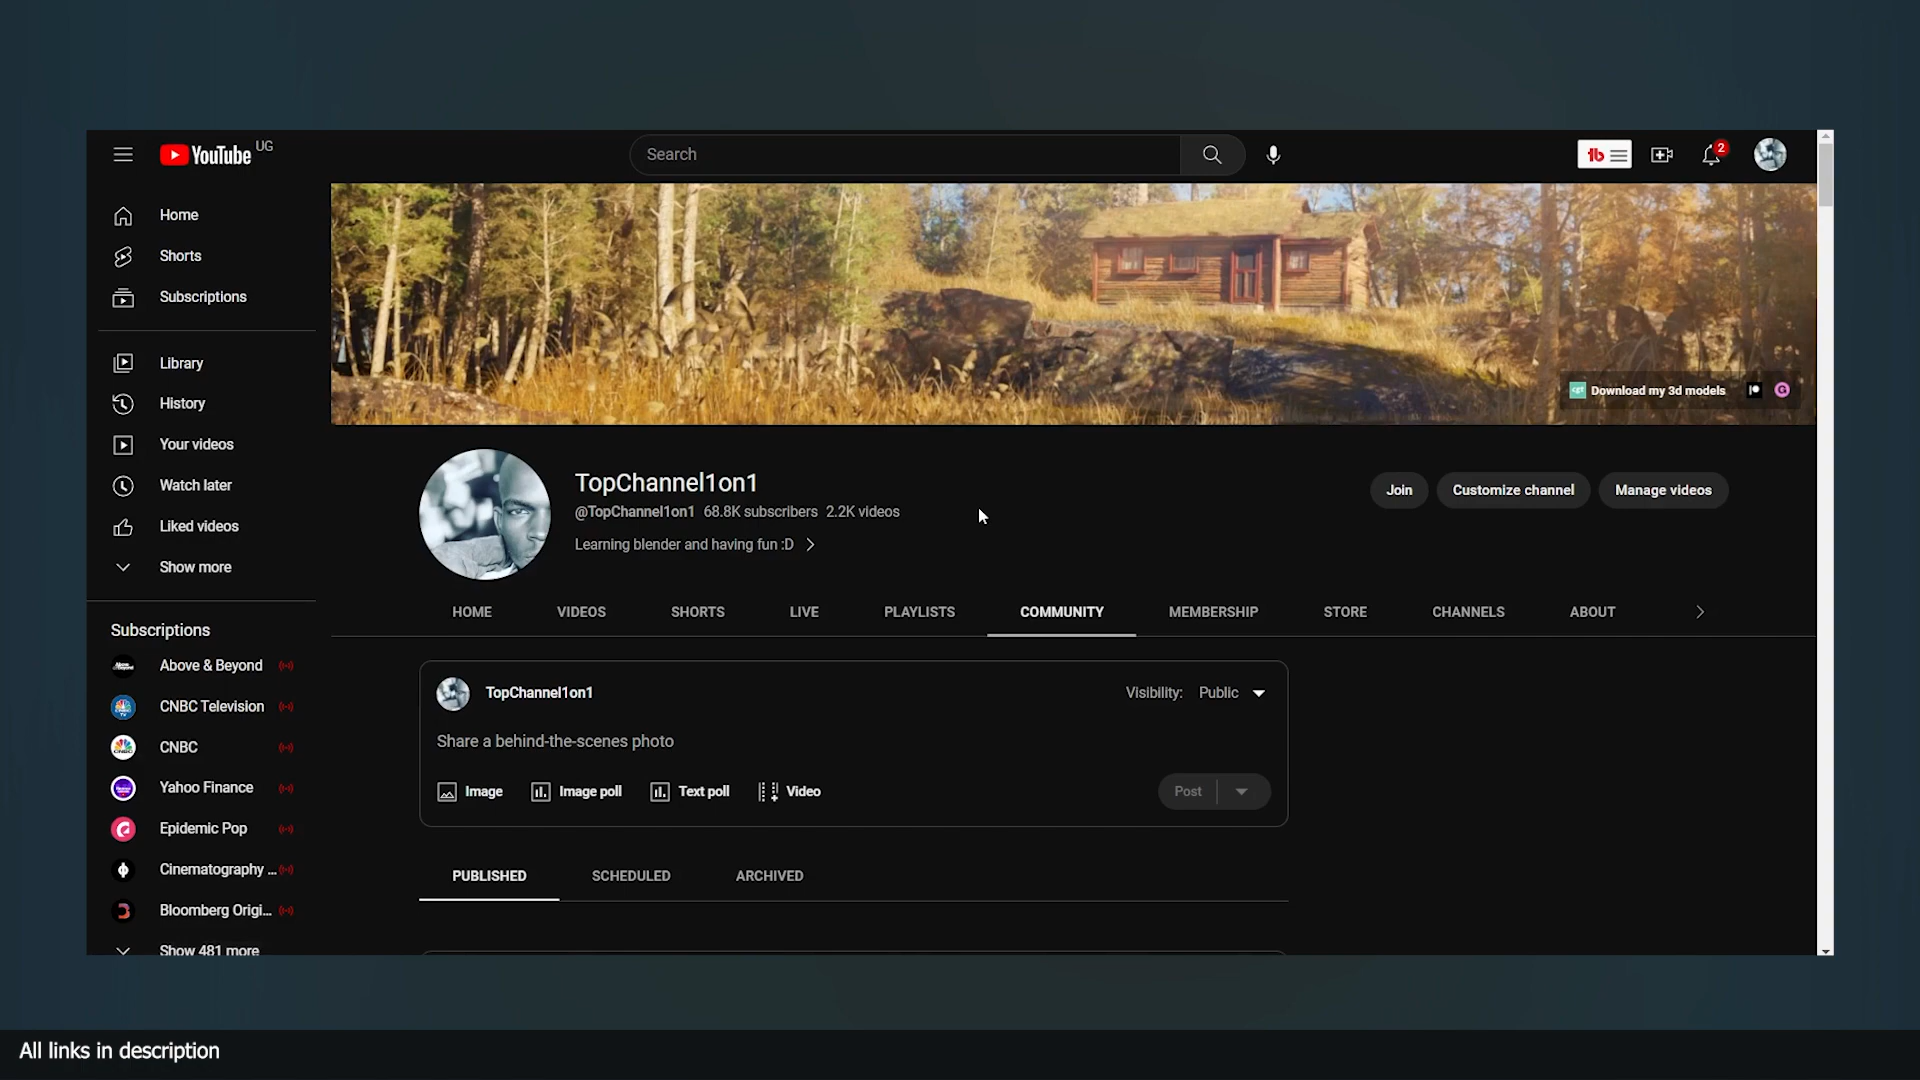 YouTube UG
Search
2
Home
Shorts
Subscriptions
Library
History
Your videos
Watch later
Liked videos
Show more
Subscriptions
Above & Beyond
CNBC Television
CNBC
Yahoo Finance
Epidemic Pop
Cinematography ...
Bloomberg Origi...
Show 481 more
Download my 3d models
TopChannel1on1
@TopChannel1on1 68.8K subscribers 2.2K videos
Learning blender and having fun :D
Join
Customize channel
Manage videos
HOME VIDEOS SHORTS LIVE PLAYLISTS COMMUNITY MEMBERSHIP STORE CHANNELS ABOUT
TopChannel1on1
Visibility: Public
Share a behind-the-scenes photo
Image Image poll Text poll Video
Post
PUBLISHED SCHEDULED ARCHIVED
All links in description